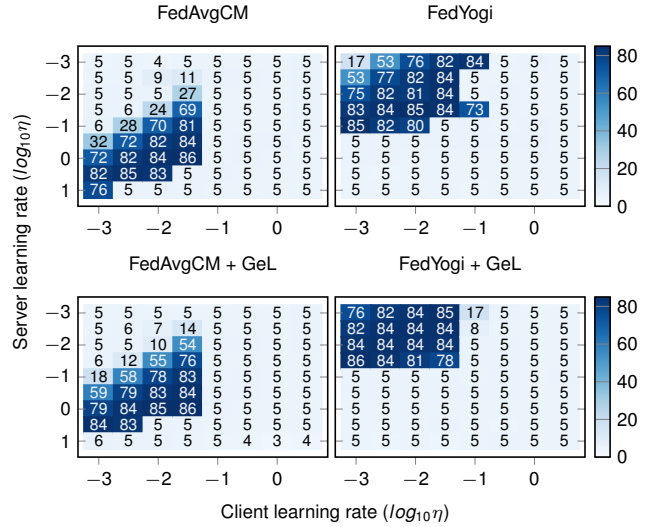 FedAvgCM FedYogi
−3 5 5 4 5 5 5 5 5 17 53 76 82 84 5 5 5
5 5 9 11 5 5 5 5 53 77 82 84 5 5 5 5 80
−2 5 5 5 27 5 5 5 5 75 82 81 84 5 5 5 5
5 6 24 69 5 5 5 5 83 84 85 84 73 5 5 5 60
−1 6 28 70 81 5 5 5 5 85 82 80 5 5 5 5 5
32 72 82 84 5 5 5 5 5 5 5 5 5 5 5 5 40
0 72 82 84 86 5 5 5 5 5 5 5 5 5 5 5 5 20
82 85 83 5 5 5 5 5 5 5 5 5 5 5 5 5
1 76 5 5 5 5 5 5 5 5 5 5 5 5 5 5 5 0
−3 −2 −1 0 −3 −2 −1 0
Server learning rate (log10η)
FedAvgCM + GeL FedYogi + GeL
−3 5 5 5 5 5 5 5 5 76 82 84 85 17 5 5 5
5 6 7 14 5 5 5 5 82 84 84 84 8 5 5 5 80
−2 5 5 10 54 5 5 5 5 84 84 84 84 5 5 5 5
6 12 55 76 5 5 5 5 86 84 81 78 5 5 5 5 60
−1 18 58 78 83 5 5 5 5 5 5 5 5 5 5 5 5
59 79 83 84 5 5 5 5 5 5 5 5 5 5 5 5 40
0 79 84 85 86 5 5 5 5 5 5 5 5 5 5 5 5 20
84 83 5 5 5 5 5 5 5 5 5 5 5 5 5 5
1 6 5 5 5 5 4 3 4 5 5 5 5 5 5 5 5 0
−3 −2 −1 0 −3 −2 −1 0
Client learning rate (log10η)